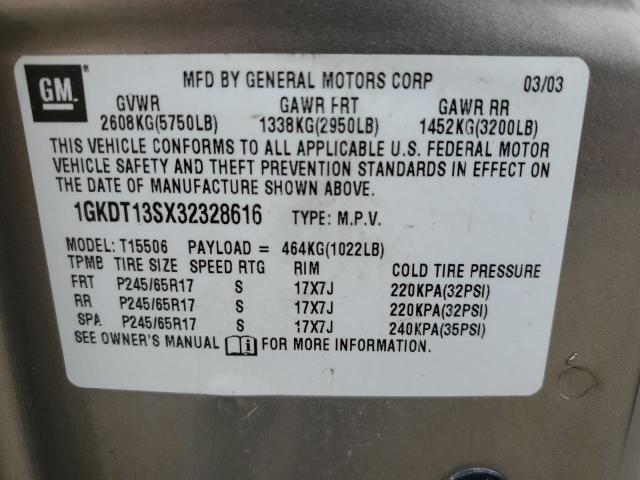 GM ®
MFD BY GENERAL MOTORS CORP 03/03
GVWR GAWR FRT GAWR RR
2608KG(5750LB) 1338KG(2950LB) 1452KG(3200LB)
THIS VEHICLE CONFORMS TO ALL APPLICABLE U.S. FEDERAL MOTOR
VEHICLE SAFETY AND THEFT PREVENTION STANDARDS IN EFFECT ON
THE DATE OF MANUFACTURE SHOWN ABOVE.
1GKDT13SX32328616 TYPE: M.P.V.
MODEL: T15506 PAYLOAD = 464KG(1022LB)
TPMB TIRE SIZE SPEED RTG RIM COLD TIRE PRESSURE
FRT P245/65R17 S 17X7J 220KPA(32PSI)
RR P245/65R17 S 17X7J 220KPA(32PSI)
SPA P245/65R17 S 17X7J 240KPA(35PSI)
SEE OWNER'S MANUAL FOR MORE INFORMATION.